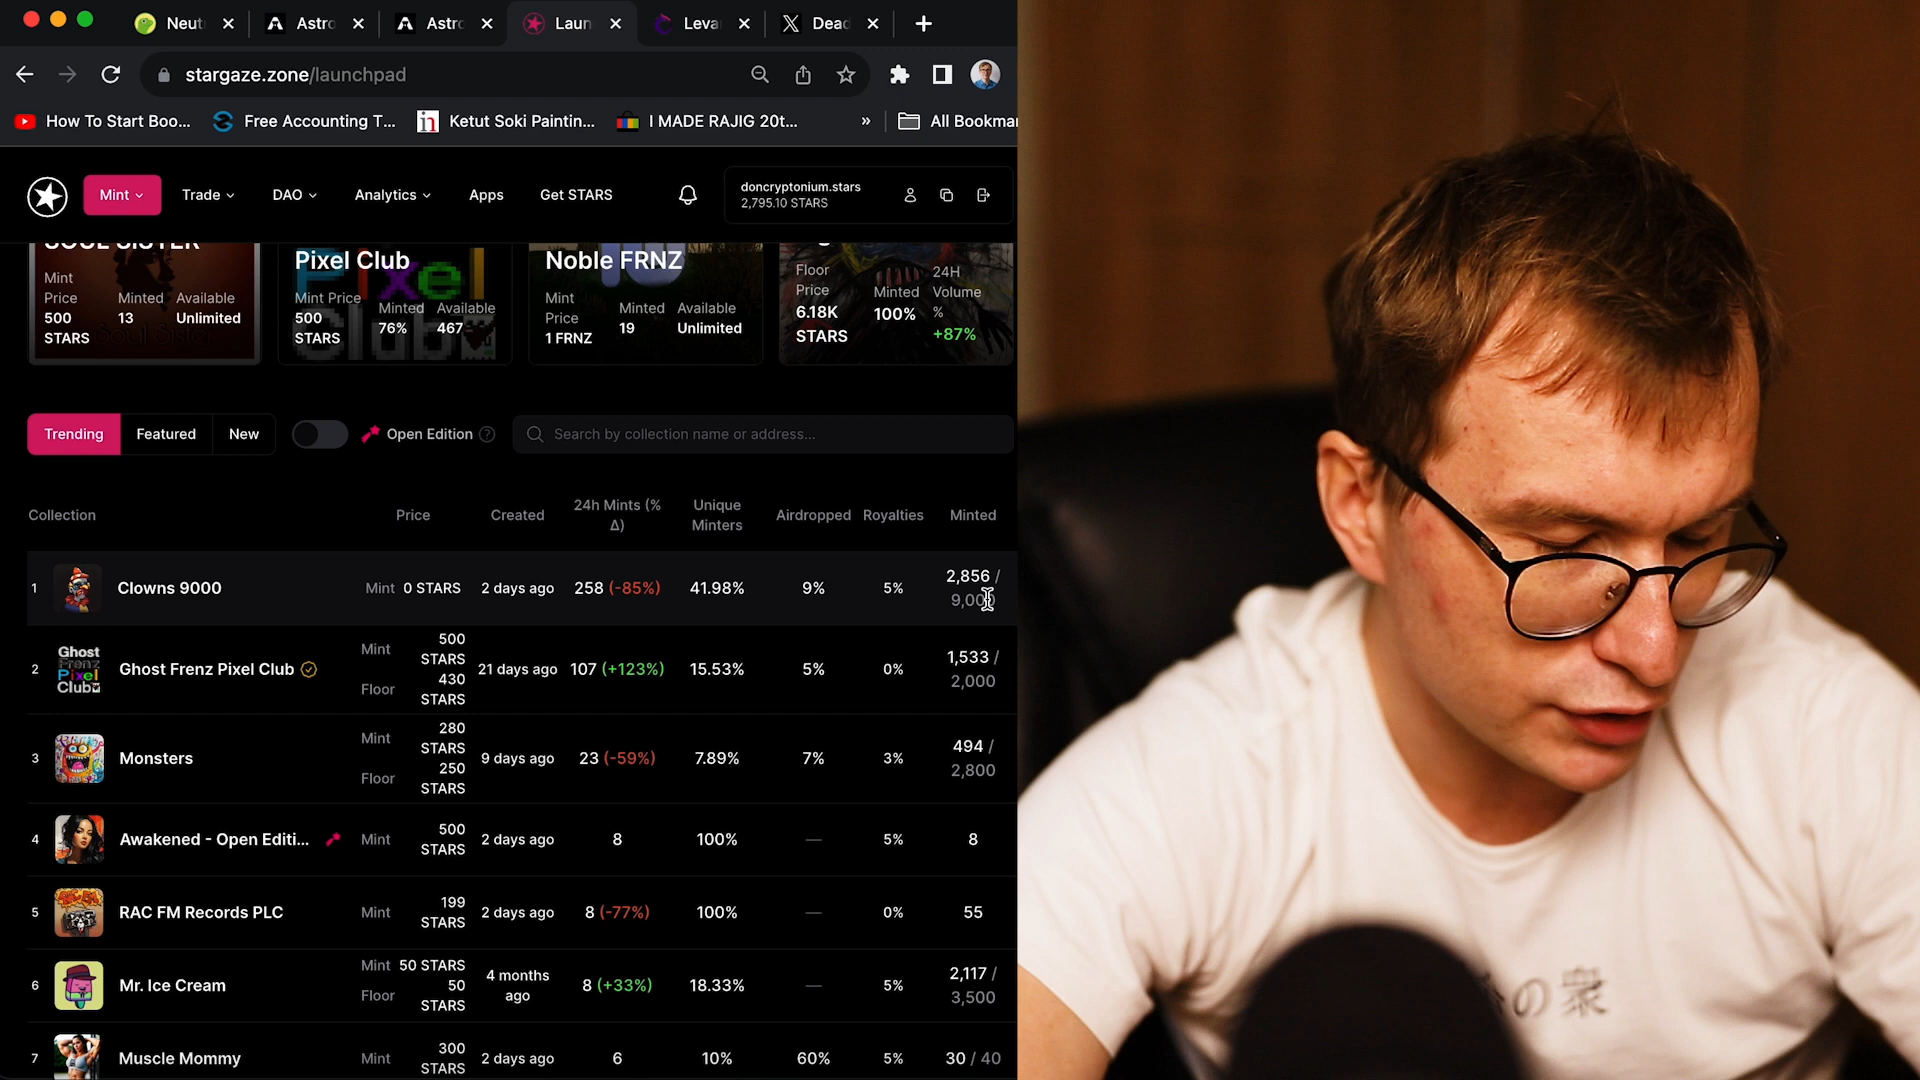 Neut
Astro
Astro
Laun
Leva
Dead
stargaze.zone/launchpad
How To Start Boo...
Free Accounting T...
Ketut Soki Paintin...
I MADE RAJIG 20t...
»
All Bookmar
Mint
Trade
DAO
Analytics
Apps
Get STARS
doncryptonium.stars
2,795.10 STARS
SOUL SISTER
Mint Price
500 STARS
Minted
13
Available
Unlimited
Pixel Club
Mint Price
500 STARS
Minted
76%
Available
467
Noble FRNZ
Mint Price
1 FRNZ
Minted
19
Available
Unlimited
Floor Price
6.18K STARS
Minted
100%
24H Volume %
+87%
Trending
Featured
New
Open Edition
Search by collection name or address...
Collection
Price
Created
24h Mints (% Δ)
Unique Minters
Airdropped
Royalties
Minted
1 Clowns 9000 Mint 0 STARS 2 days ago 258 (-85%) 41.98% 9% 5% 2,856 / 9,000
2 Ghost Frenz Pixel Club Mint 500 STARS Floor 430 STARS 21 days ago 107 (+123%) 15.53% 5% 0% 1,533 / 2,000
3 Monsters Mint 280 STARS Floor 250 STARS 9 days ago 23 (-59%) 7.89% 7% 3% 494 / 2,800
4 Awakened - Open Editi... Mint 500 STARS 2 days ago 8 100% — 5% 8
5 RAC FM Records PLC Mint 199 STARS 2 days ago 8 (-77%) 100% — 0% 55
6 Mr. Ice Cream Mint 50 STARS Floor 50 STARS 4 months ago 8 (+33%) 18.33% — 5% 2,117 / 3,500
7 Muscle Mommy Mint 300 STARS 2 days ago 6 10% 60% 5% 30 / 40
の衆